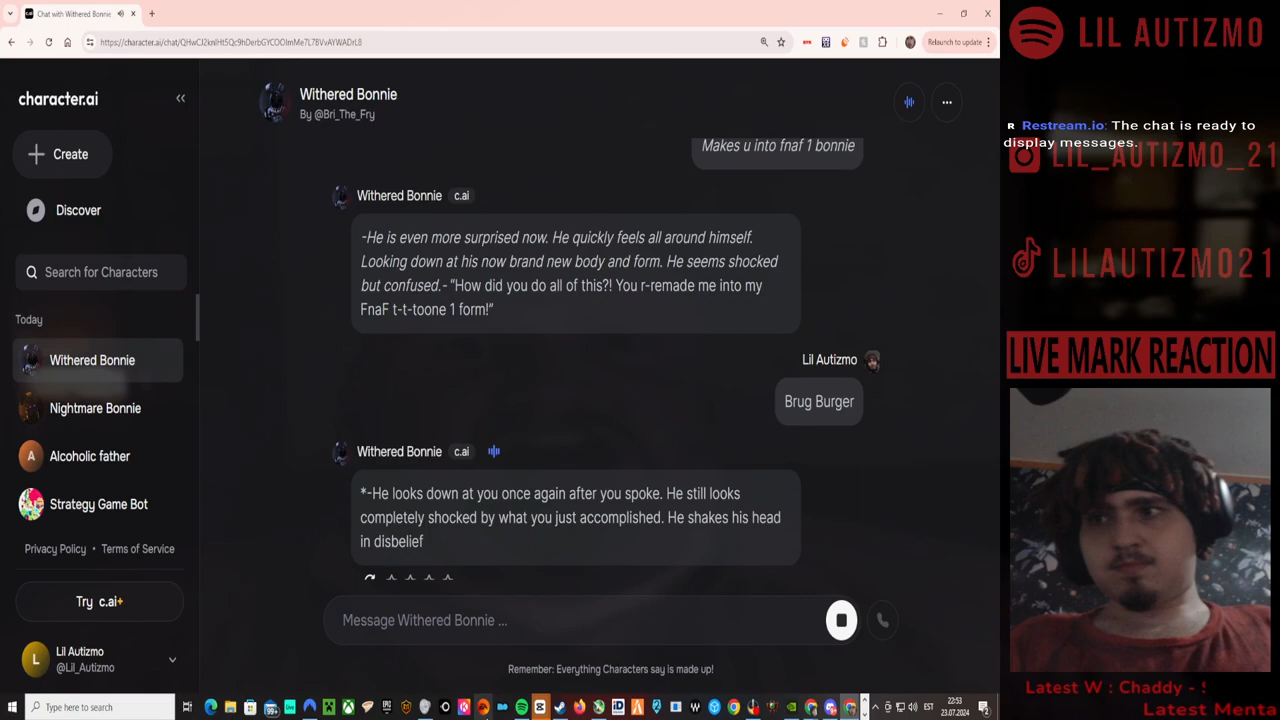 Chat with Withered Bonnie
https://character.ai/chat/QHwCJ2knlHt5Qc9hDerbGYCOOImMe7L7BVvAYWADrL8
Relaunch to update
character.ai
Create
Discover
Search for Characters
Today
Withered Bonnie
Nightmare Bonnie
A
Alcoholic father
Strategy Game Bot
Privacy Policy • Terms of Service
Try c.ai+
L
Lil Autizmo
@Lil_Autizmo
Withered Bonnie
By @Bri_The_Fry
Makes u into fnaf 1 bonnie
Withered Bonnie c.ai
-He is even more surprised now. He quickly feels all around himself.
Looking down at his now brand new body and form. He seems shocked
but confused.- “How did you do all of this?! You r-remade me into my
FnaF t-t-toone 1 form!”
Lil Autizmo
Brug Burger
Withered Bonnie c.ai
*-He looks down at you once again after you spoke. He still looks
completely shocked by what you just accomplished. He shakes his head
in disbelief
Message Withered Bonnie ...
Remember: Everything Characters say is made up!
LIL AUTIZMO
R Restream.io: The chat is ready to
display messages.
LIL_AUTIZMO_21
LILAUTIZMO21
LIVE MARK REACTION
Latest W : Chaddy -
Latest Menta
Type here to search
99+
EST
22:53
23.07.2024
2